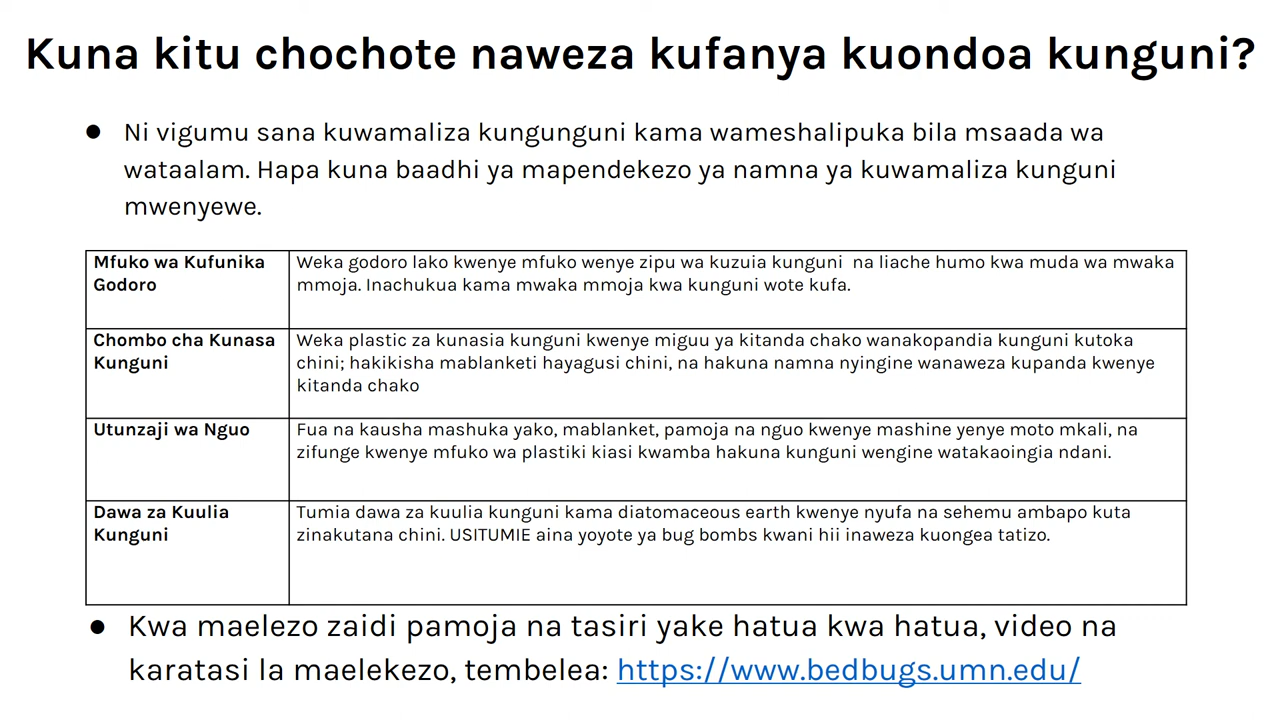 Kuna kitu chochote naweza kufanya kuondoa kunguni?
● Ni vigumu sana kuwamaliza kungunguni kama wameshalipuka bila msaada wa
wataalam. Hapa kuna baadhi ya mapendekezo ya namna ya kuwamaliza kunguni
mwenyewe.
Mfuko wa Kufunika
Godoro
Weka godoro lako kwenye mfuko wenye zipu wa kuzuia kunguni na liache humo kwa muda wa mwaka
mmoja. Inachukua kama mwaka mmoja kwa kunguni wote kufa.
Chombo cha Kunasa
Kunguni
Weka plastic za kunasia kunguni kwenye miguu ya kitanda chako wanakopandia kunguni kutoka
chini; hakikisha mablanketi hayagusi chini, na hakuna namna nyingine wanaweza kupanda kwenye
kitanda chako
Utunzaji wa Nguo
Fua na kausha mashuka yako, mablanket, pamoja na nguo kwenye mashine yenye moto mkali, na
zifunge kwenye mfuko wa plastiki kiasi kwamba hakuna kunguni wengine watakaoingia ndani.
Dawa za Kuulia
Kunguni
Tumia dawa za kuulia kunguni kama diatomaceous earth kwenye nyufa na sehemu ambapo kuta
zinakutana chini. USITUMIE aina yoyote ya bug bombs kwani hii inaweza kuongea tatizo.
● Kwa maelezo zaidi pamoja na tasiri yake hatua kwa hatua, video na
karatasi la maelekezo, tembelea: https://www.bedbugs.umn.edu/